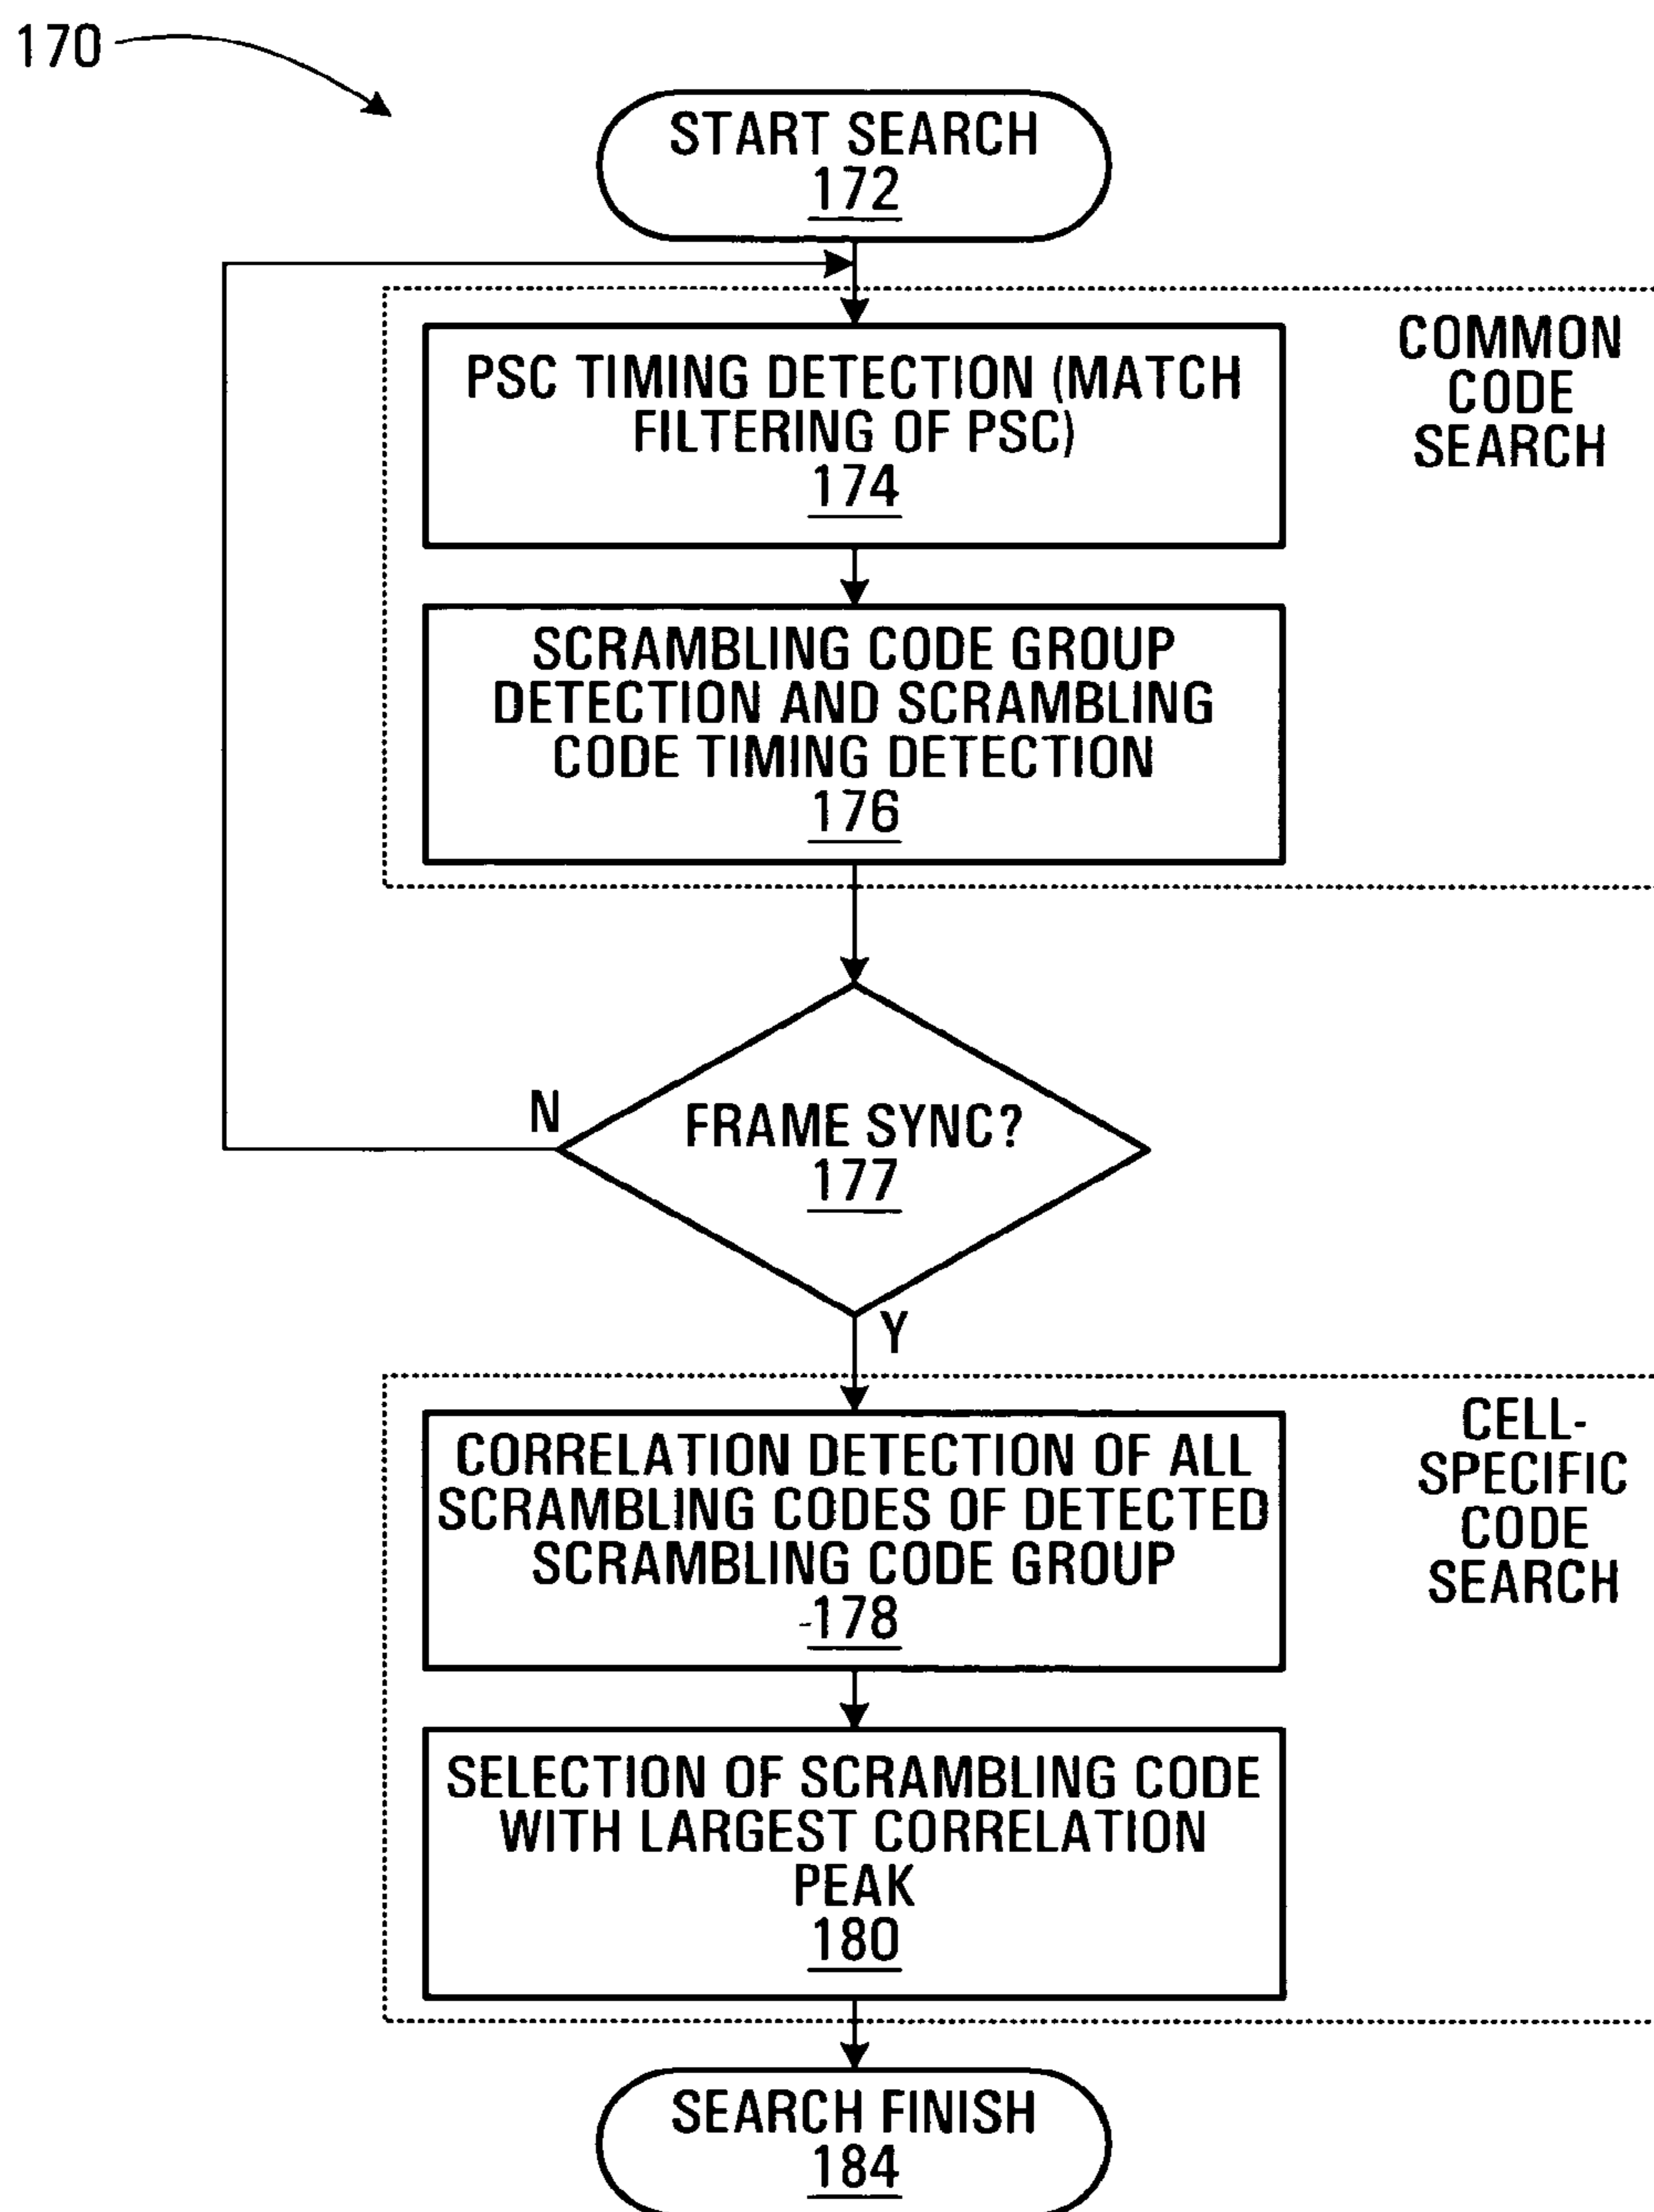 170
START SEARCH
172
PSC TIMING DETECTION (MATCH
FILTERING OF PSC)
174
COMMON
CODE
SEARCH
SCRAMBLING CODE GROUP
DETECTION AND SCRAMBLING
CODE TIMING DETECTION
176
N
FRAME SYNC?
177
Y
CORRELATION DETECTION OF ALL
SCRAMBLING CODES OF DETECTED
SCRAMBLING CODE GROUP
178
CELL-
SPECIFIC
CODE
SEARCH
SELECTION OF SCRAMBLING CODE
WITH LARGEST CORRELATION
PEAK
180
SEARCH FINISH
184